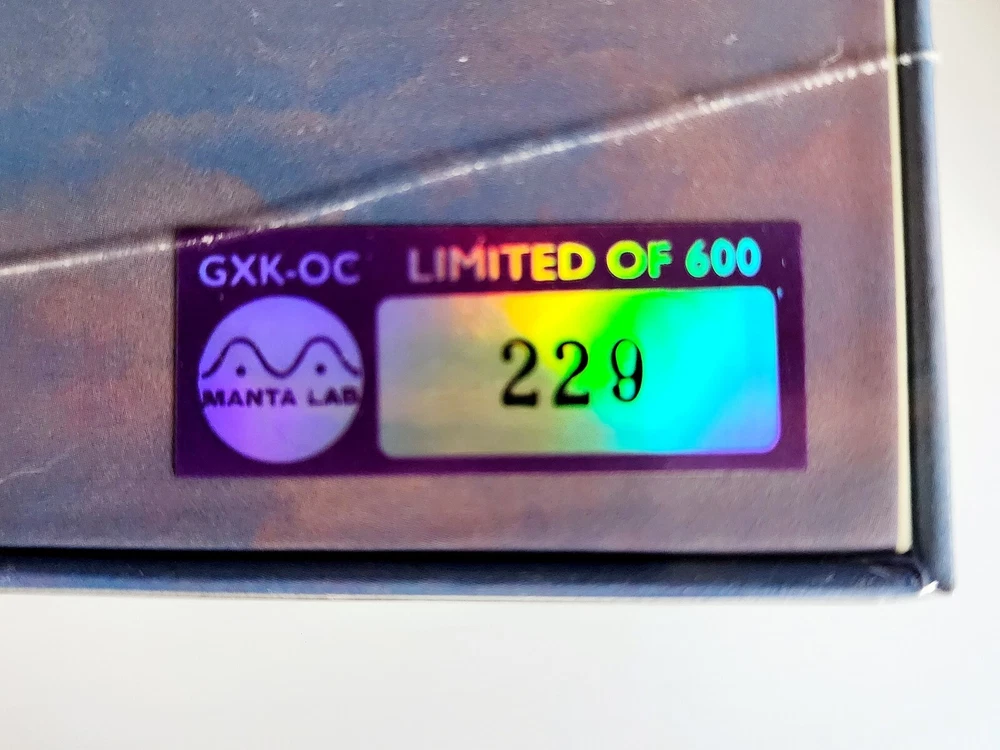 GXK-OC LIMITED OF 600
MANTA LAB
229